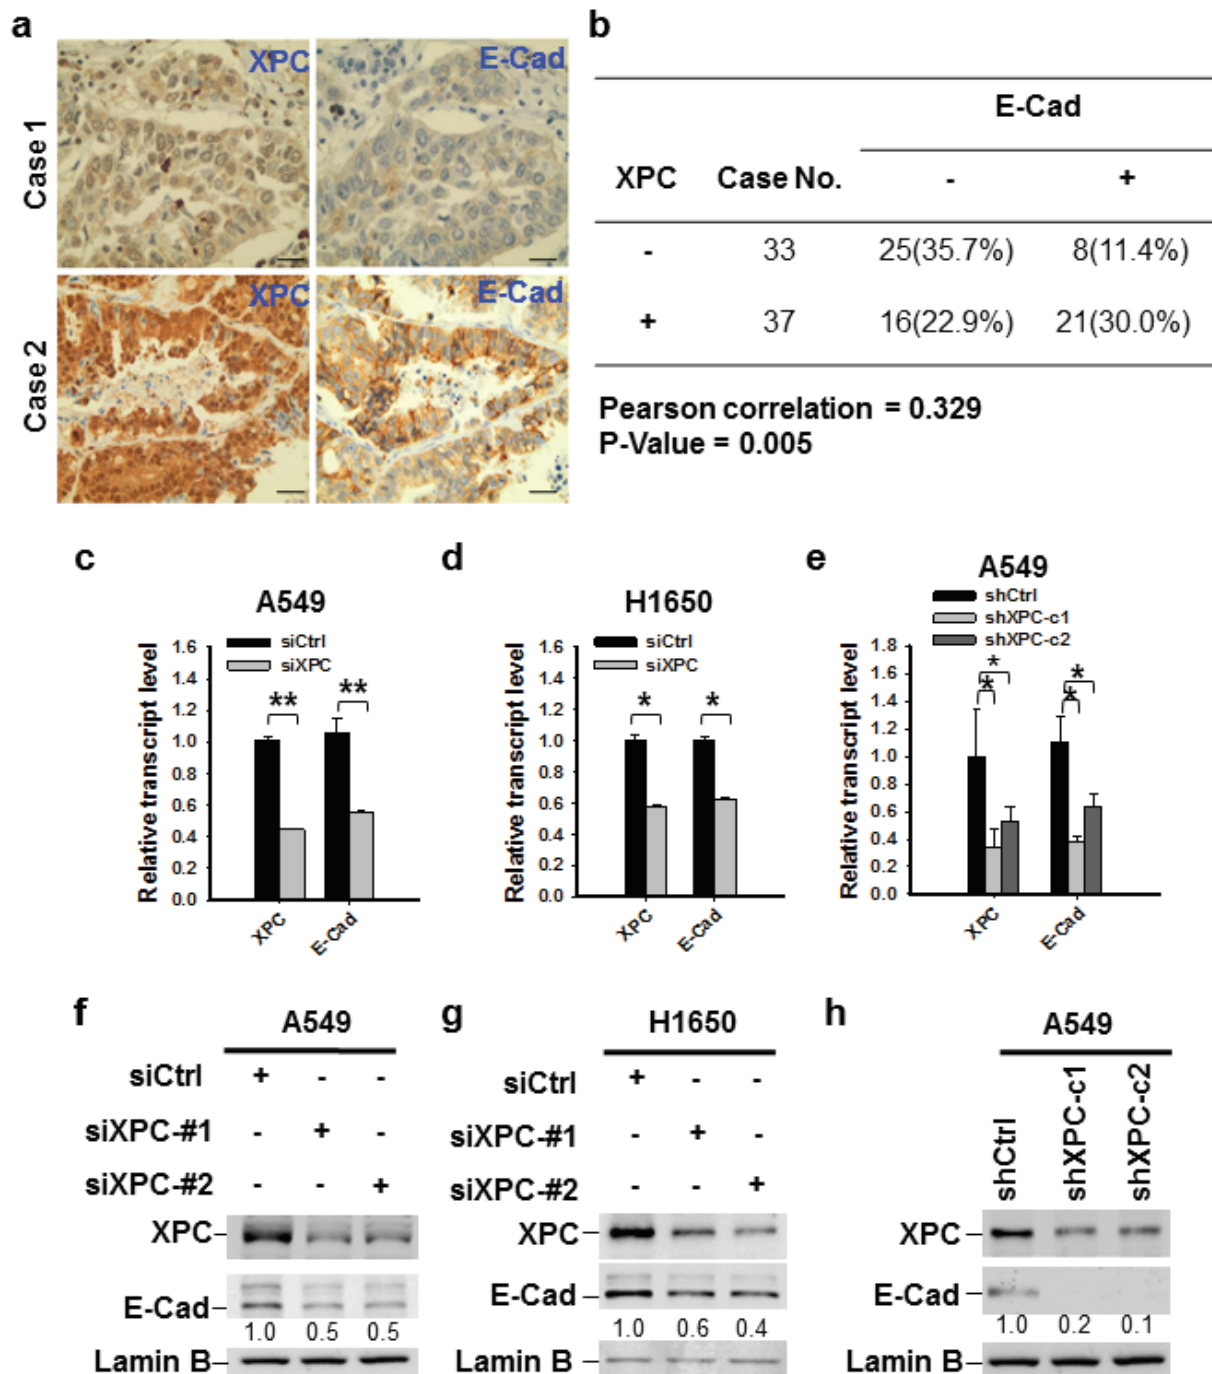 a
XPC
E-Cad
Case 1
XPC
E-Cad
Case 2
b
E-Cad
XPC Case No. - +
- 33 25(35.7%) 8(11.4%)
+ 37 16(22.9%) 21(30.0%)
Pearson correlation = 0.329
P-Value = 0.005
c
A549
siCtrl
siXPC
Relative transcript level
1.6
1.4
1.2
1.0
0.8
0.6
0.4
0.2
0.0
** **
XPC E-Cad
d
H1650
siCtrl
siXPC
Relative transcript level
1.6
1.4
1.2
1.0
0.8
0.6
0.4
0.2
0.0
* *
XPC E-Cad
e
A549
shCtrl
shXPC-c1
shXPC-c2
Relative transcript level
1.8
1.6
1.4
1.2
1.0
0.8
0.6
0.4
0.2
0.0
* *
* *
XPC E-Cad
f
A549
siCtrl + - -
siXPC-#1 - + -
siXPC-#2 - - +
XPC
E-Cad
1.0 0.5 0.5
Lamin B
g
H1650
siCtrl + - -
siXPC-#1 - + -
siXPC-#2 - - +
XPC
E-Cad
1.0 0.6 0.4
Lamin B
h
A549
shCtrl
shXPC-c1
shXPC-c2
XPC
E-Cad
1.0 0.2 0.1
Lamin B